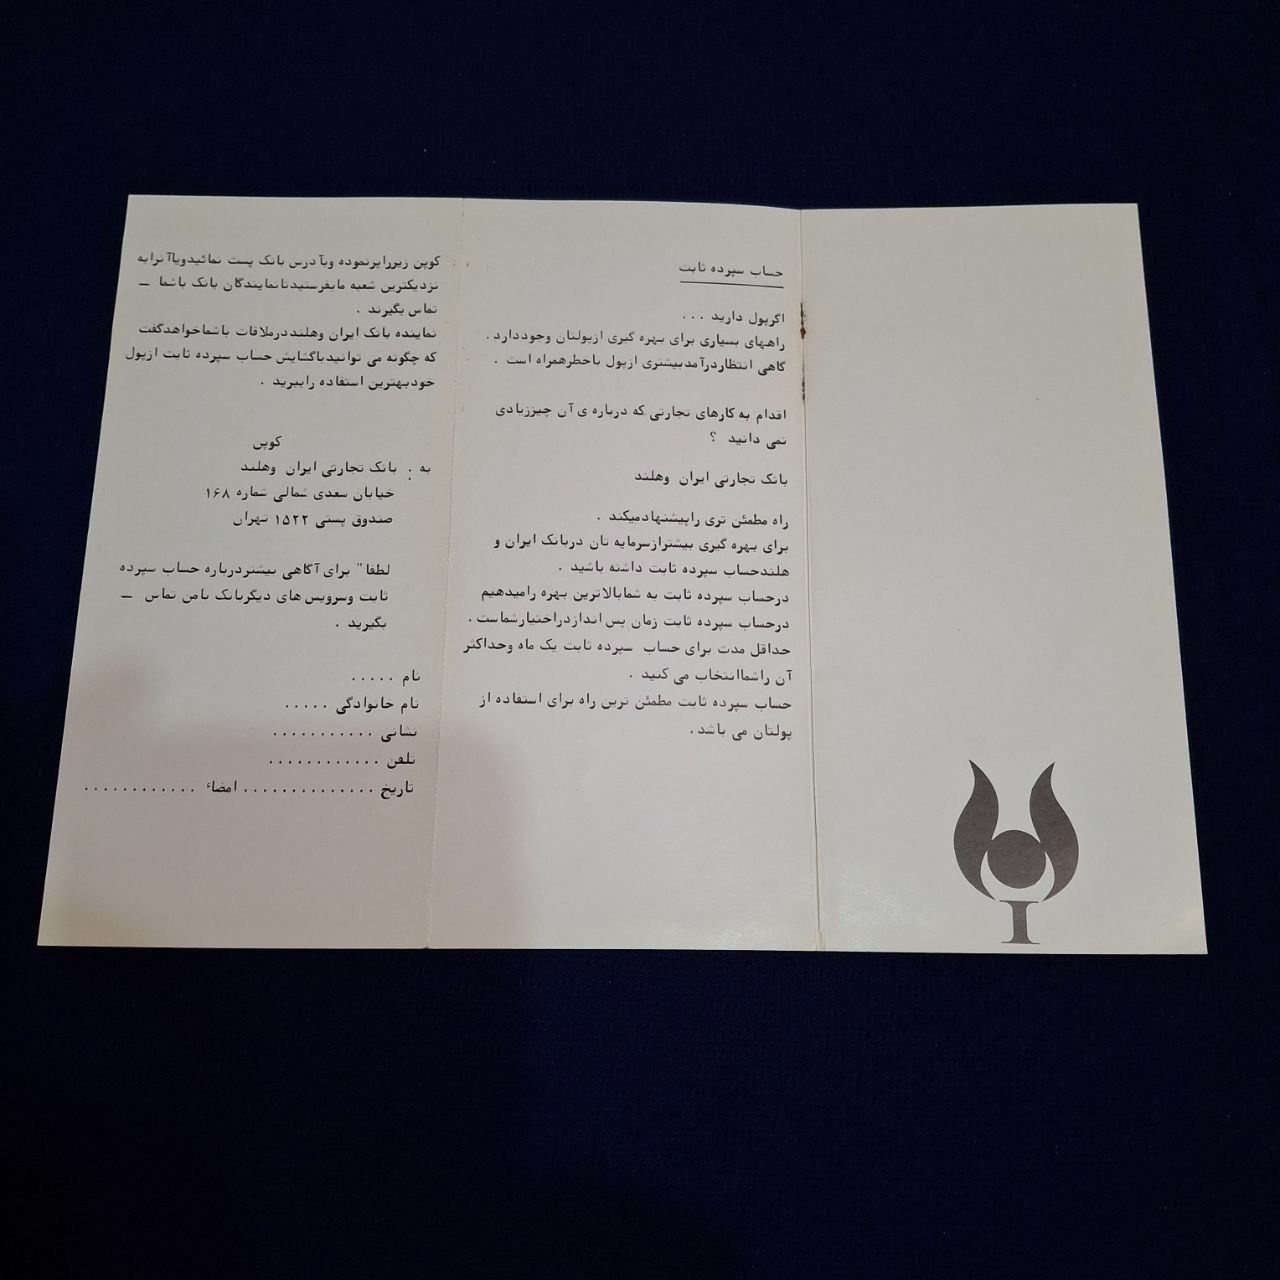 حساب سپرده ثابت
اگرپول دارید ...
راههای بسیاری برای بهره گیری ازپولتان وجوددارد .
گاهی انتظاردرآمدبیشتری ازپول باخطرهمراه است .
اقدام به کارهای تجارتی که درباره ی آن چیززیادی
نمی دانید ؟
بانک تجارتی ایران وهلند
راه مطمئن تری راپیشنهادمیکند .
برای بهره گیری بیشترازسرمایه تان دربانک ایران و
هلندحساب سپرده ثابت داشته باشید .
درحساب سپرده ثابت به شمابالاترین بهره رامیدهیم
درحساب سپرده ثابت زمان پس اندازدراختیارشماست .
حداقل مدت برای حساب سپرده ثابت یک ماه وحداکثر
آن راشماانتخاب می کنید .
حساب سپرده ثابت مطمئن ترین راه برای استفاده از
پولتان می باشد .
کوپن زیررابرنموده وبآدرس بانک پست نمائیدویاآنرابه
نزدیکترین شعبه مابفرستیدتانمایندگان بانک باشما –
تماس بگیرند .
نماینده بانک ایران وهلنددرملاقات باشماخواهدگفت
که چگونه می توانیدباگشایش حساب سپرده ثابت ازپول
خودبهترین استفاده راببرید .
کوپن
به : بانک تجارتی ایران وهلند
خیابان سعدی شمالی شماره ۱۶۸
صندوق پستی ۱۵۲۲ تهران
لطفا" برای آگاهی بیشتردرباره حساب سپرده
ثابت وسرویس های دیگربانک بامن تماس –
بگیرید .
نام .....
نام خانوادگی .....
نشانی ...........
تلفن ............
تاریخ .............. امضاء ............